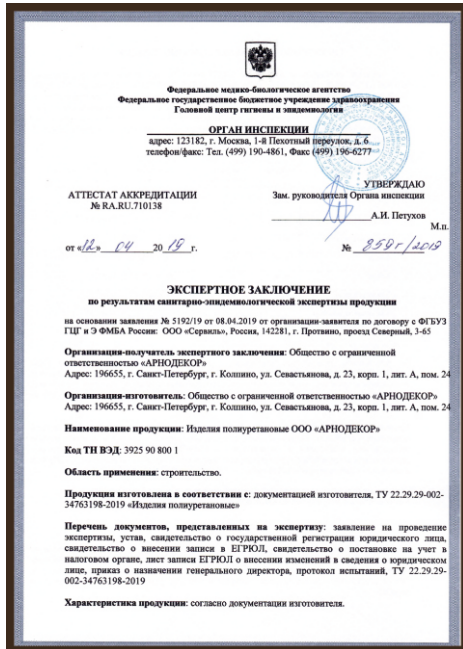 Федеральное медико-биологическое агентство
Федеральное государственное бюджетное учреждение здравоохранения
Головной центр гигиены и эпидемиологии
ОРГАН ИНСПЕКЦИИ
адрес: 123182, г. Москва, 1-й Пехотный переулок, д. 6
телефон/факс: Тел. (499) 190-4861, Факс (499) 196-6277
УТВЕРЖДАЮ
АТТЕСТАТ АККРЕДИТАЦИИ Зам. руководителя Органа инспекции
№ RA.RU.710138
А.И. Петухов
М.п.
от «12» 04 2019 г. № 859г/2019
ЭКСПЕРТНОЕ ЗАКЛЮЧЕНИЕ
по результатам санитарно-эпидемиологической экспертизы продукции
на основании заявления № 5192/19 от 08.04.2019 от организации-заявителя по договору с ФГБУЗ
ГЦГ и Э ФМБА России: ООО «Сервиль», Россия, 142281, г. Протвино, проезд Северный, 3-65
Организация-получатель экспертного заключения: Общество с ограниченной
ответственностью «АРНОДЕКОР»
Адрес: 196655, г. Санкт-Петербург, г. Колпино, ул. Севастьянова, д. 23, корп. 1, лит. А, пом. 24
Организация-изготовитель: Общество с ограниченной ответственностью «АРНОДЕКОР»
Адрес: 196655, г. Санкт-Петербург, г. Колпино, ул. Севастьянова, д. 23, корп. 1, лит. А, пом. 24
Наименование продукции: Изделия полиуретановые ООО «АРНОДЕКОР»
Код ТН ВЭД: 3925 90 800 1
Область применения: строительство.
Продукция изготовлена в соответствии с: документацией изготовителя, ТУ 22.29.29-002-
34763198-2019 «Изделия полиуретановые»
Перечень документов, представленных на экспертизу: заявление на проведение
экспертизы, устав, свидетельство о государственной регистрации юридического лица,
свидетельство о внесении записи в ЕГРЮЛ, свидетельство о постановке на учет в
налоговом органе, лист записи ЕГРЮЛ о внесении изменений в сведения о юридическом
лице, приказ о назначении генерального директора, протокол испытаний, ТУ 22.29.29-
002-34763198-2019
Характеристика продукции: согласно документации изготовителя.